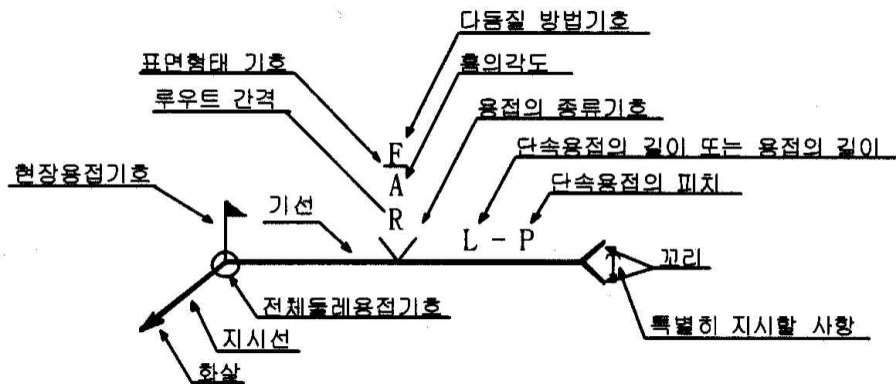 다듬질 방법기호
표면형태 기호
홈의각도
루우트 간격
용접의 종류기호
F
단속용접의 길이 또는 용접의 길이
현장용접기호
A
단속용접의 피치
기선
R
L - P
꼬리
전체둘레용접기호
특별히 지시할 사항
지시선
화살